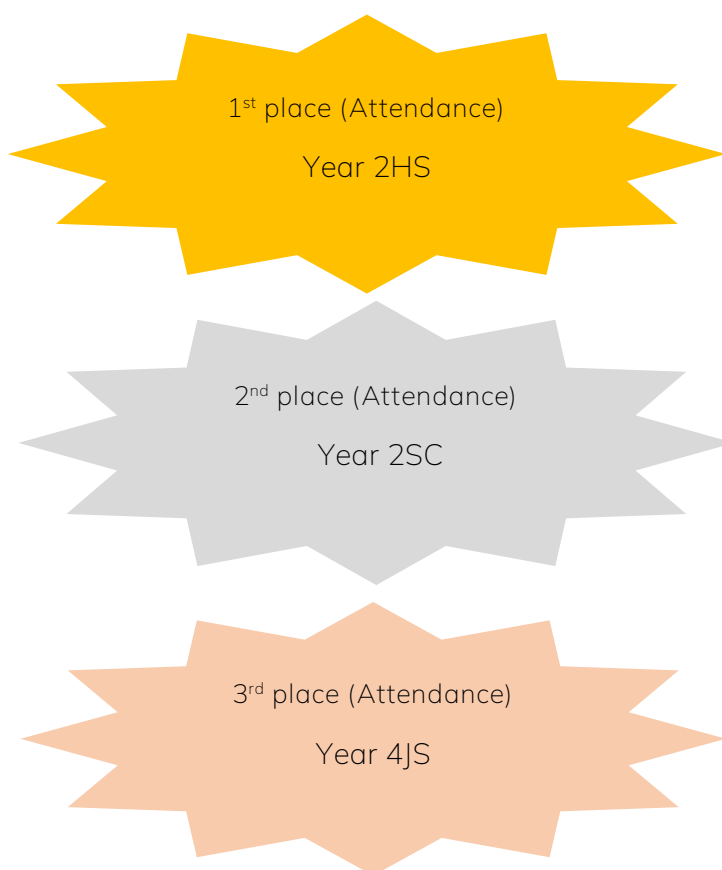 1st place (Attendance)
Year 2HS
2nd place (Attendance)
Year 2SC
3rd place (Attendance)
Year 4JS